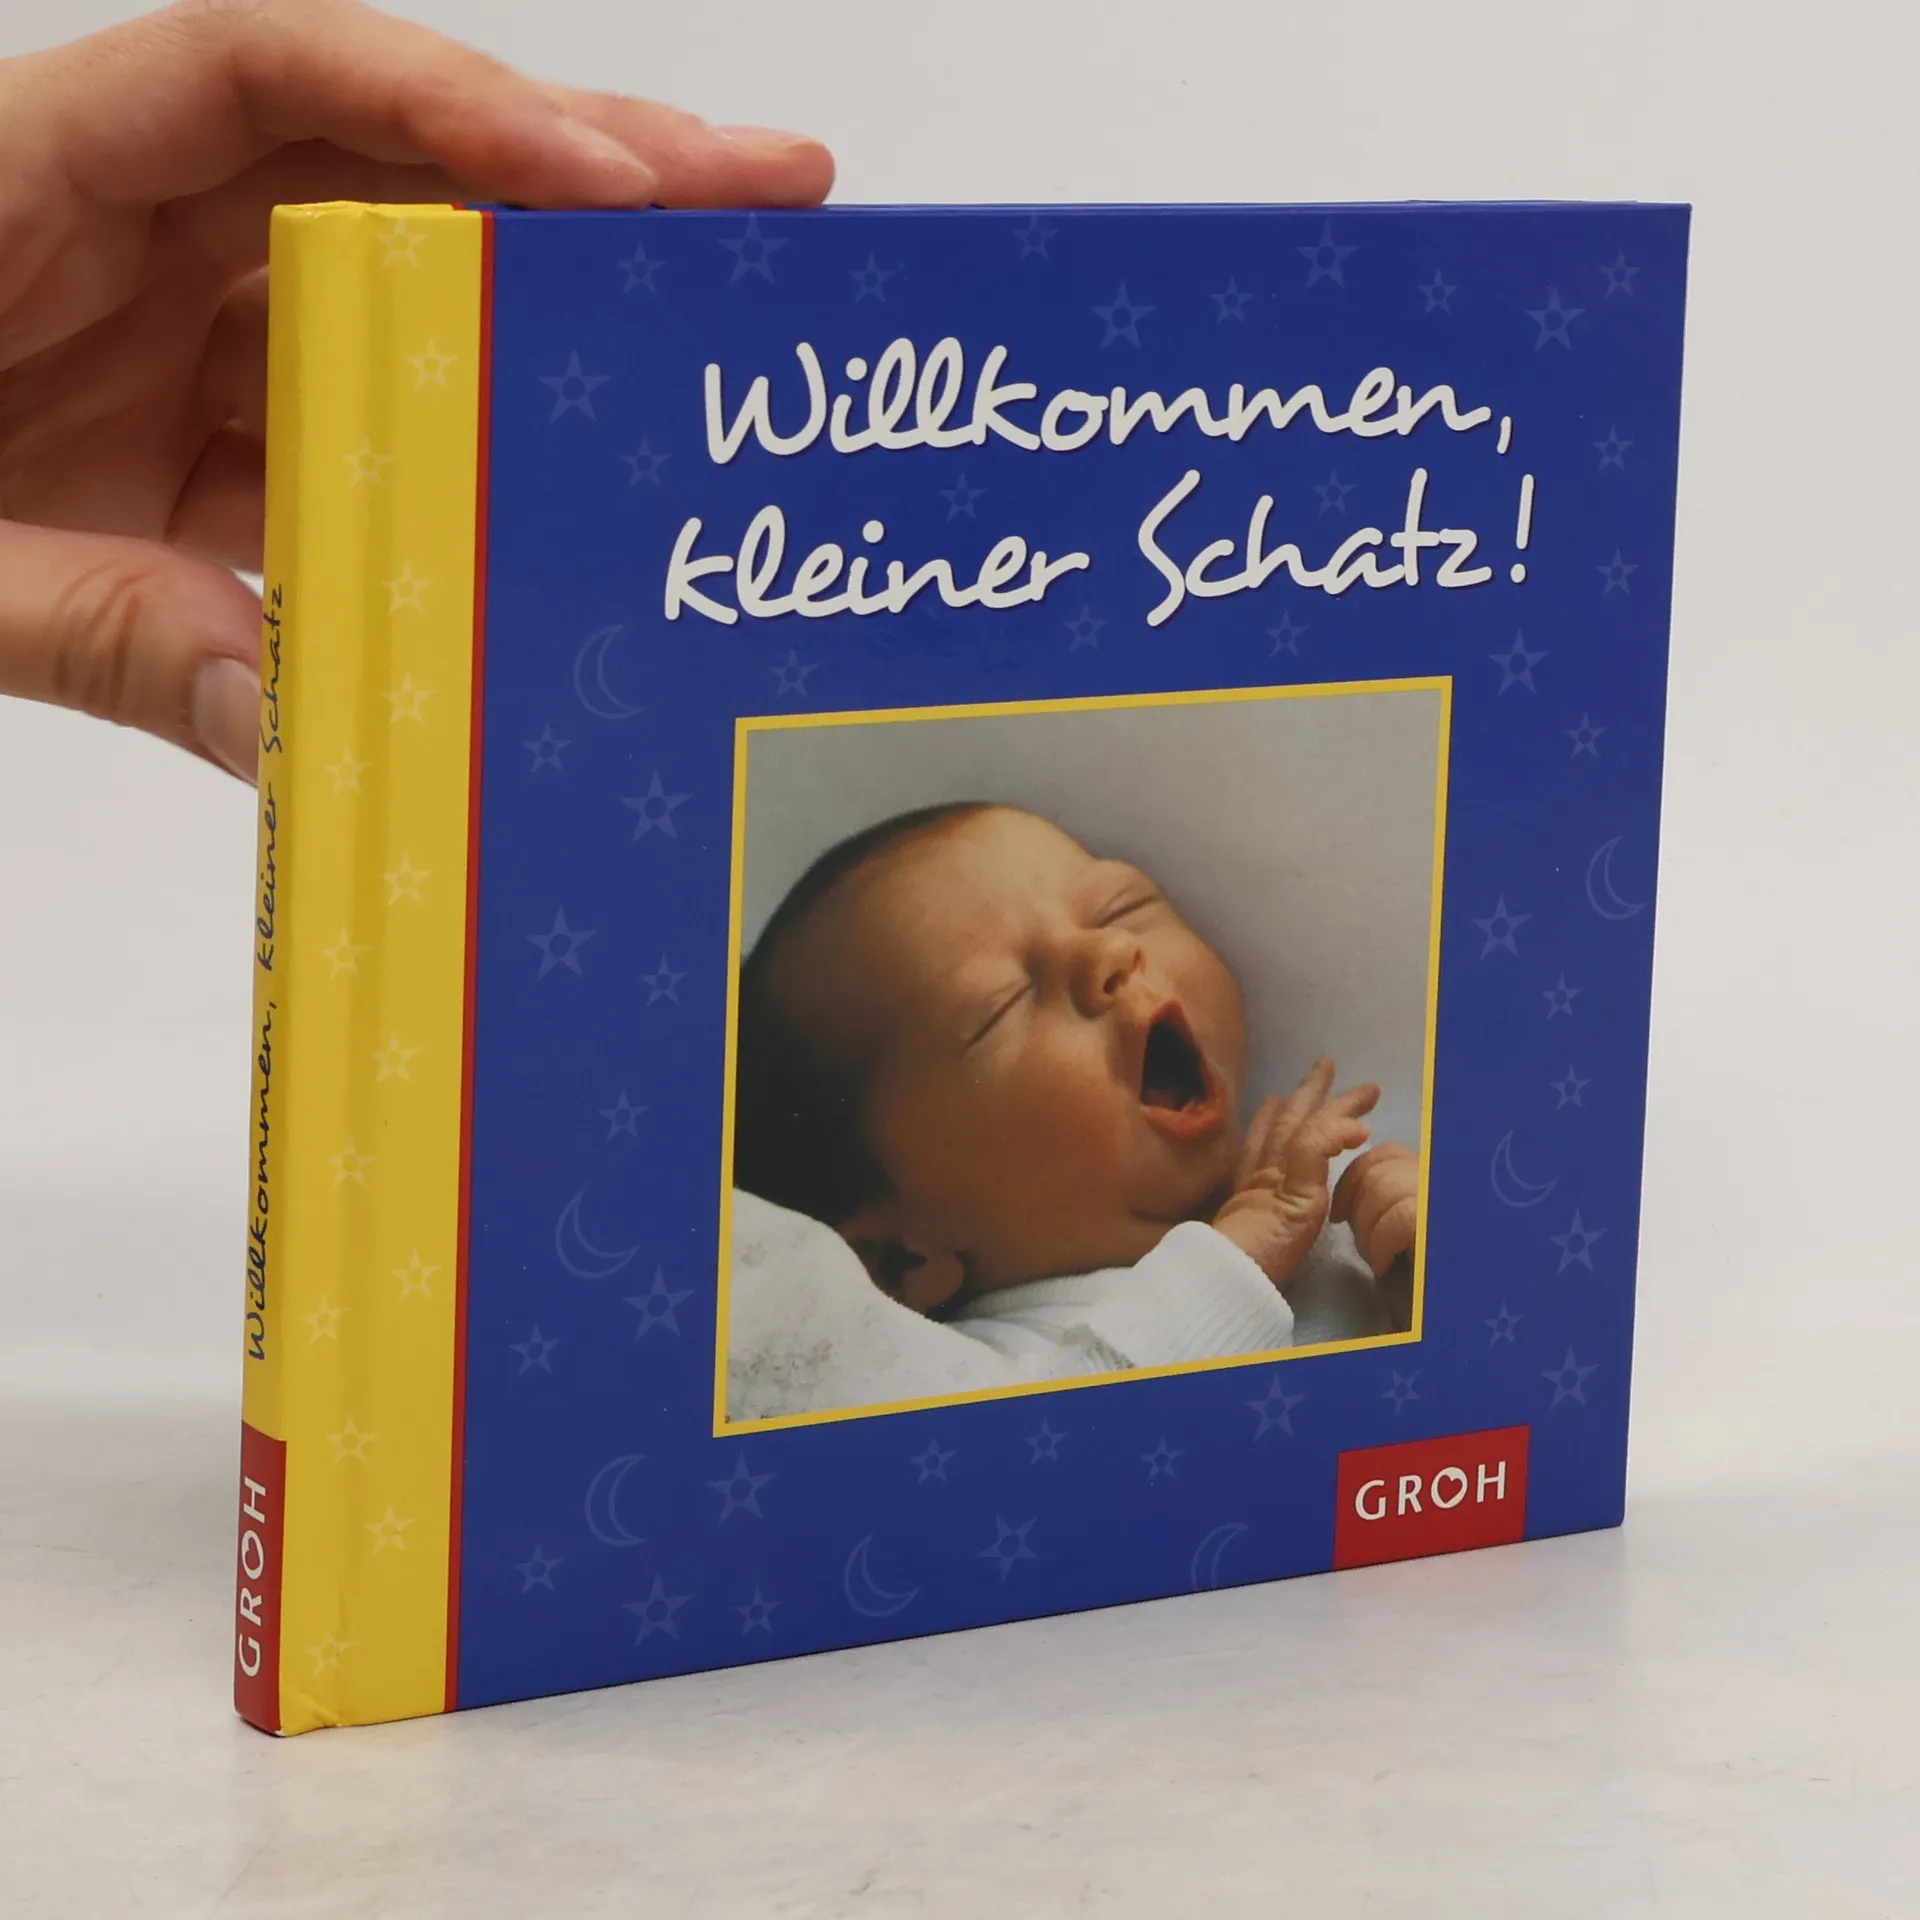 Willkommen,
kleiner Schatz!
GROH
Willkommen, kleiner Schatz
GROH